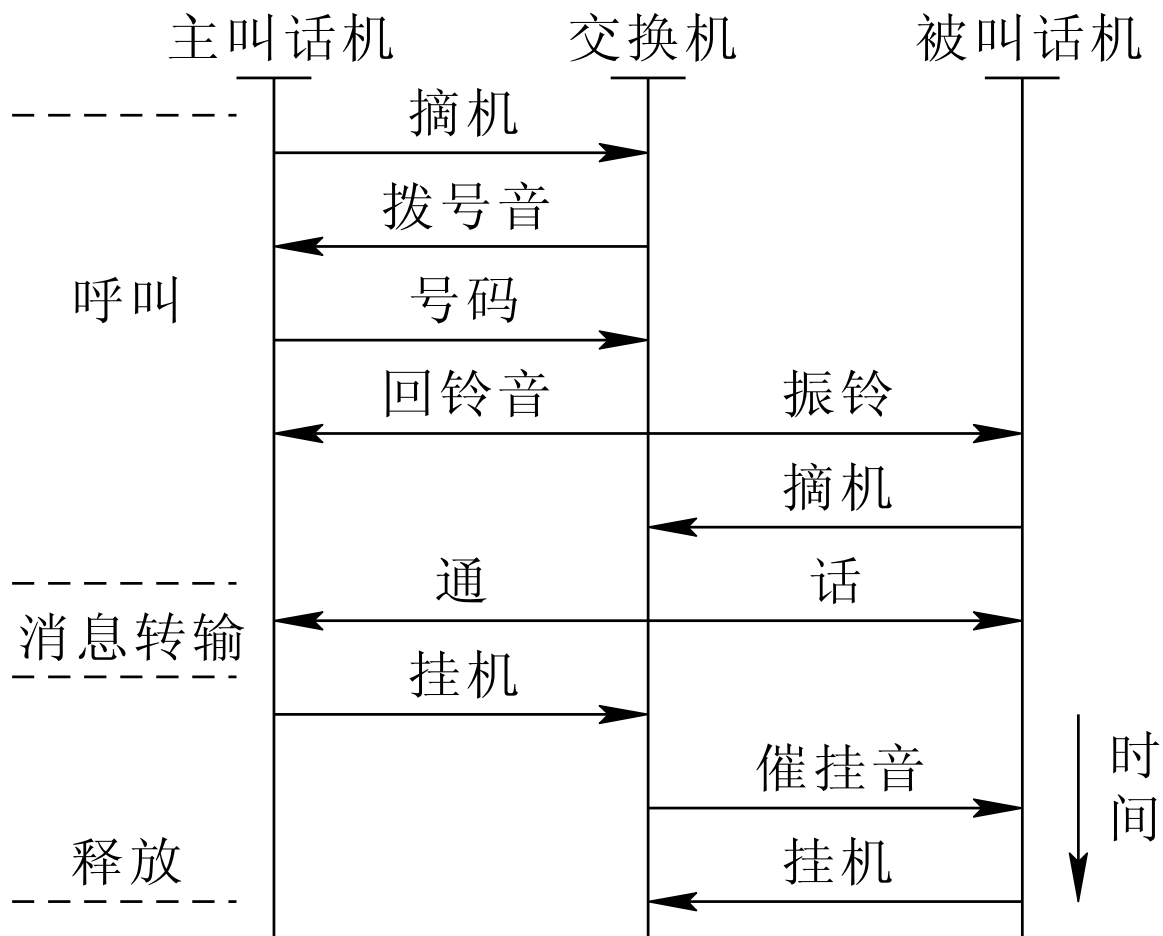 主叫话机 交换机 被叫话机
摘机
拨号音
呼叫 号码
回铃音 振铃
摘机
通 话
消息转输
挂机
催挂音
时间
释放 挂机